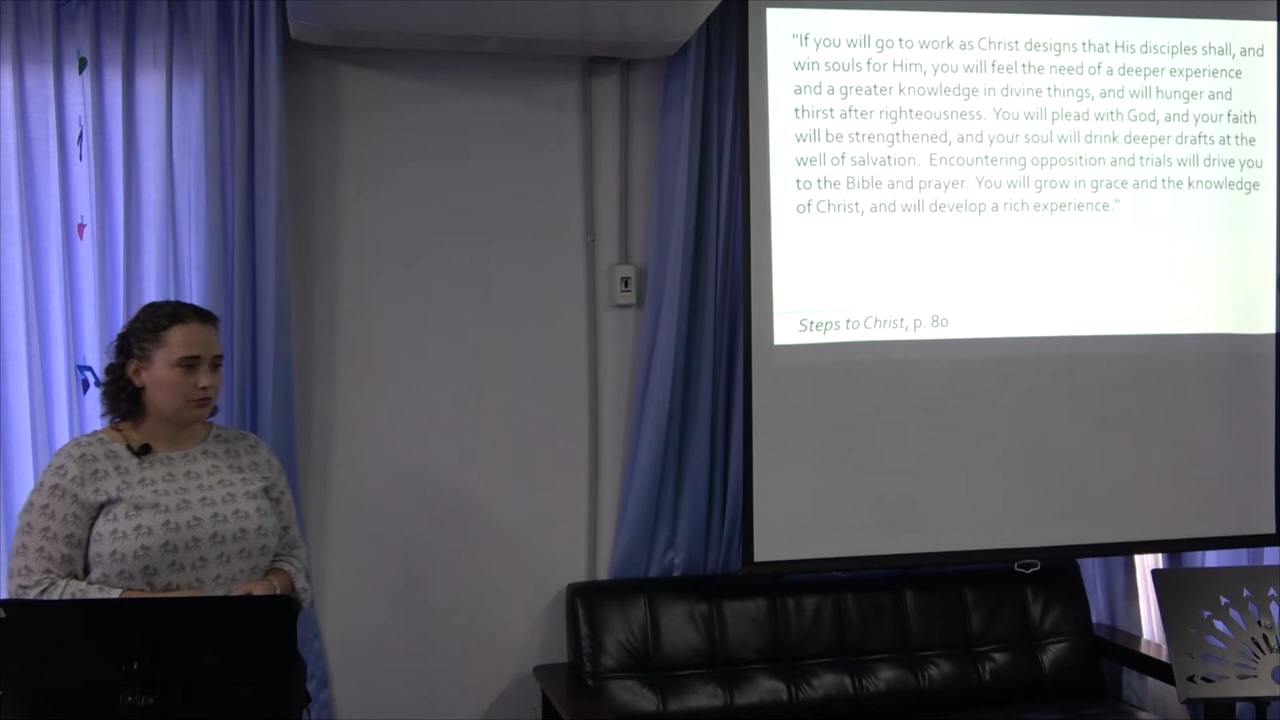 "If you will go to work as Christ designs that His disciples shall, and
win souls for Him, you will feel the need of a deeper experience
and a greater knowledge in divine things, and will hunger and
thirst after righteousness. You will plead with God, and your faith
will be strengthened, and your soul will drink deeper drafts at the
well of salvation. Encountering opposition and trials will drive you
to the Bible and prayer. You will grow in grace and the knowledge
of Christ, and will develop a rich experience."
Steps to Christ, p. 80